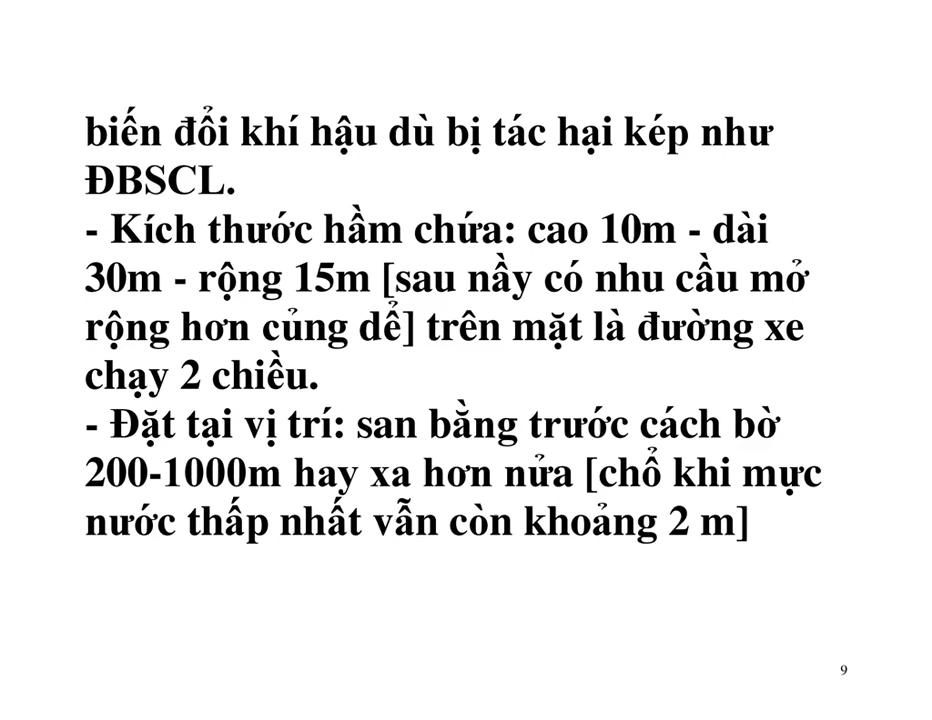 biến đổi khí hậu dù bị tác hại kép như
ĐBSCL.
- Kích thước hầm chứa: cao 10m - dài
30m - rộng 15m [sau nầy có nhu cầu mở
rộng hơn củng dể] trên mặt là đường xe
chạy 2 chiều.
- Đặt tại vị trí: san bằng trước cách bờ
200-1000m hay xa hơn nửa [chổ khi mực
nước thấp nhất vẫn còn khoảng 2 m]
9